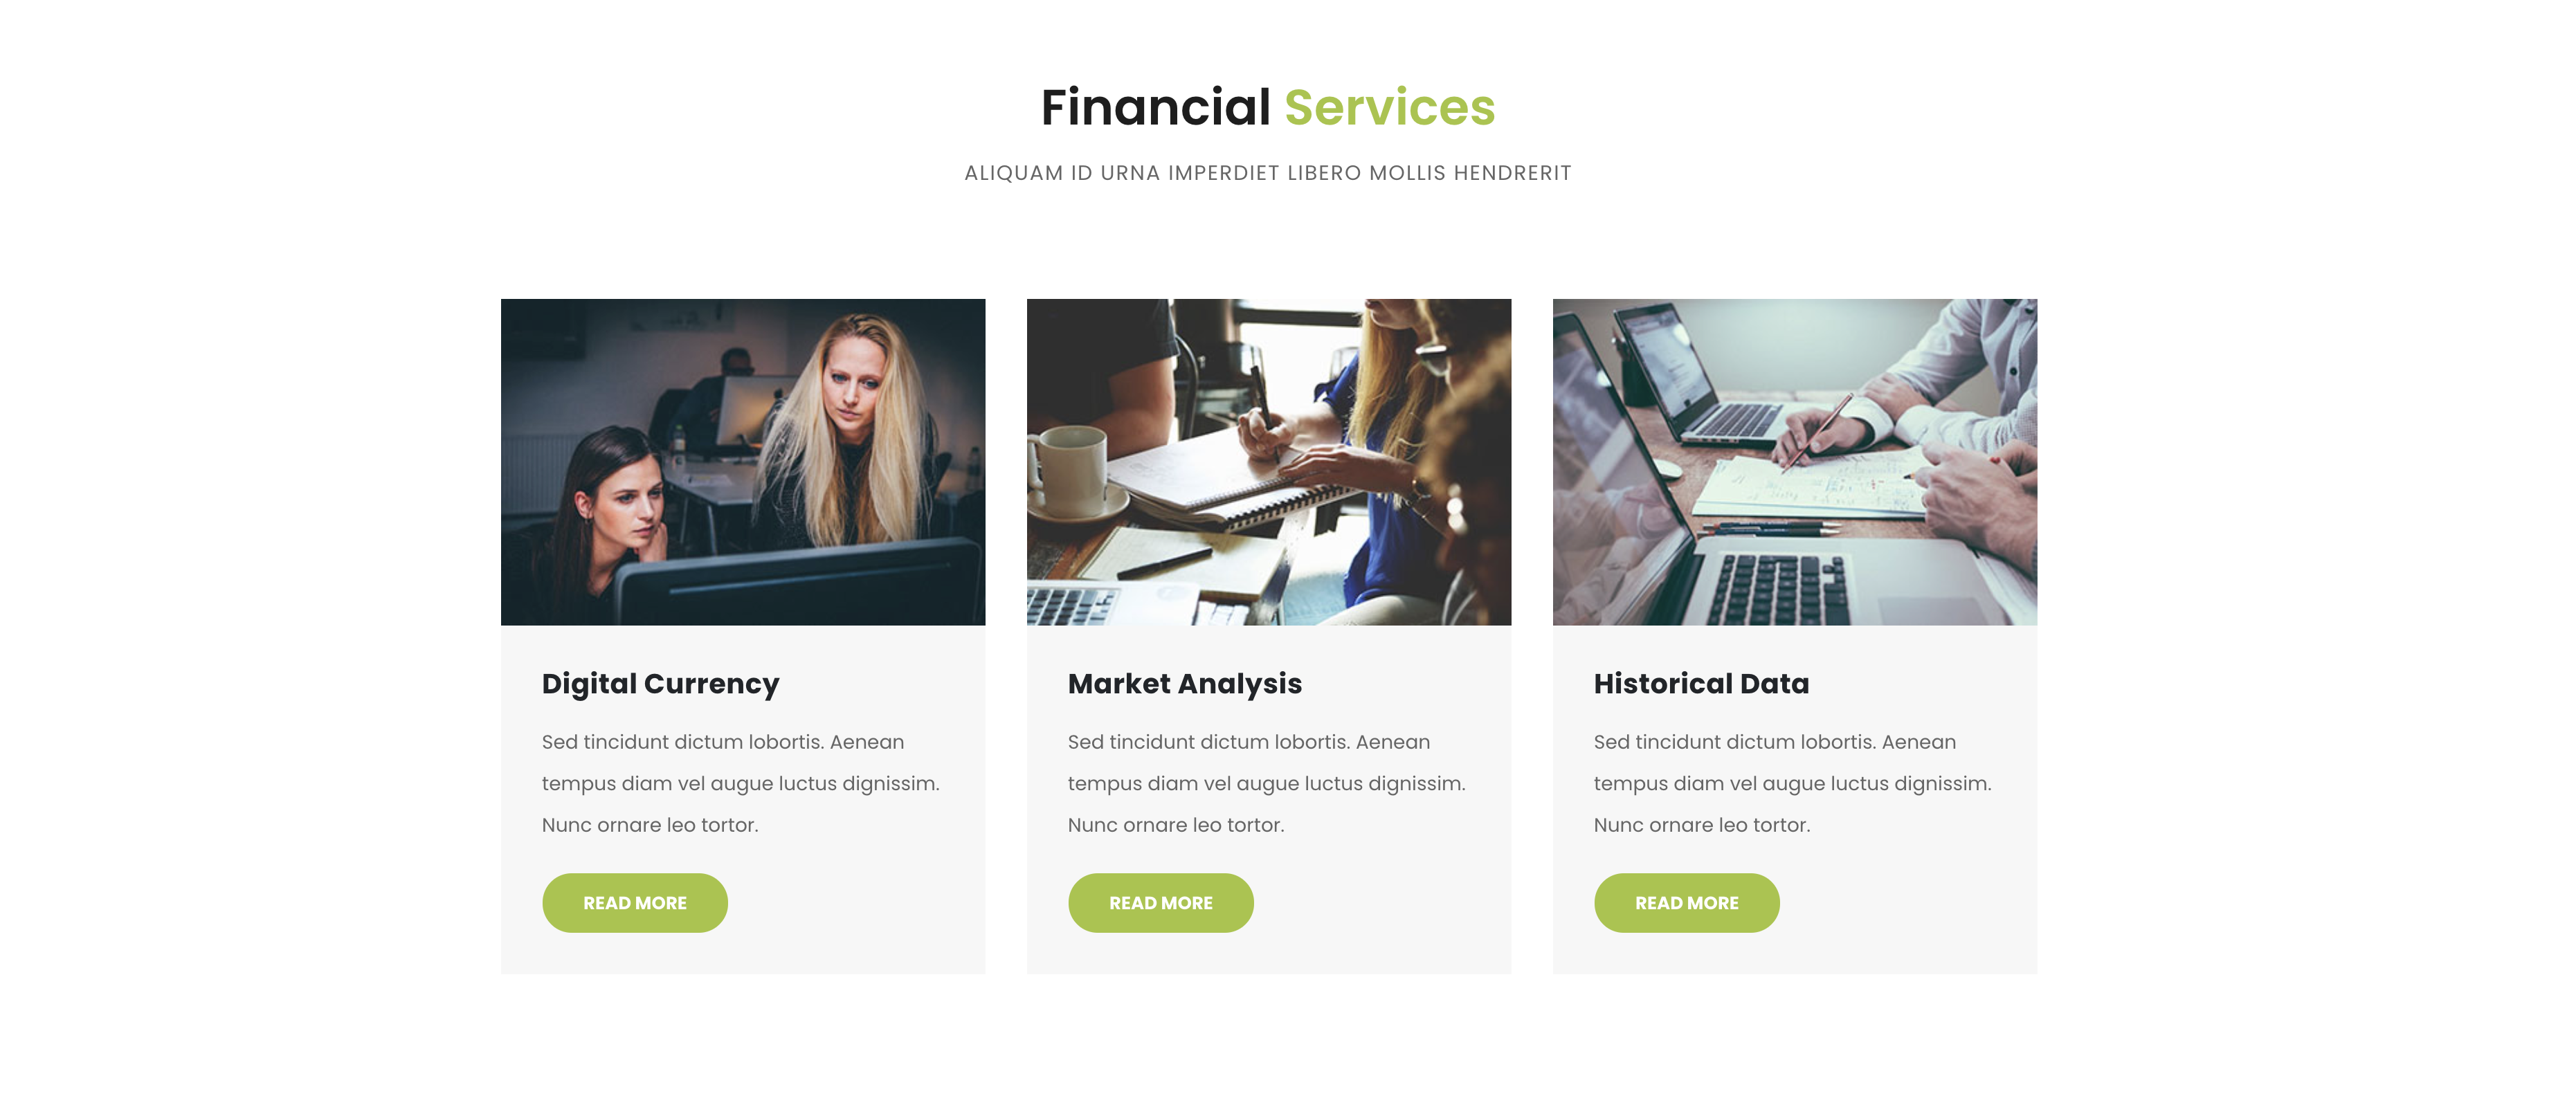 Financial Services
ALIQUAM ID URNA IMPERDIET LIBERO MOLLIS HENDRERIT
Digital Currency
Sed tincidunt dictum lobortis. Aenean
tempus diam vel augue luctus dignissim.
Nunc ornare leo tortor.
READ MORE
Market Analysis
Sed tincidunt dictum lobortis. Aenean
tempus diam vel augue luctus dignissim.
Nunc ornare leo tortor.
READ MORE
Historical Data
Sed tincidunt dictum lobortis. Aenean
tempus diam vel augue luctus dignissim.
Nunc ornare leo tortor.
READ MORE